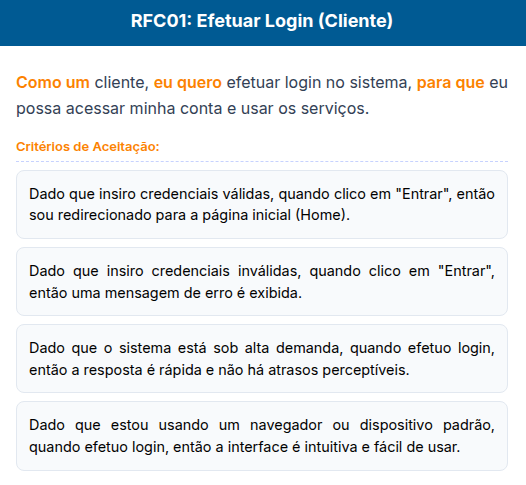 RFC01: Efetuar Login (Cliente)
Como um cliente, eu quero efetuar login no sistema, para que eu
possa acessar minha conta e usar os serviços.
Critérios de Aceitação:
Dado que insiro credenciais válidas, quando clico em "Entrar", então
sou redirecionado para a página inicial (Home).
Dado que insiro credenciais inválidas, quando clico em "Entrar",
então uma mensagem de erro é exibida.
Dado que o sistema está sob alta demanda, quando efetuo login,
então a resposta é rápida e não há atrasos perceptíveis.
Dado que estou usando um navegador ou dispositivo padrão,
quando efetuo login, então a interface é intuitiva e fácil de usar.